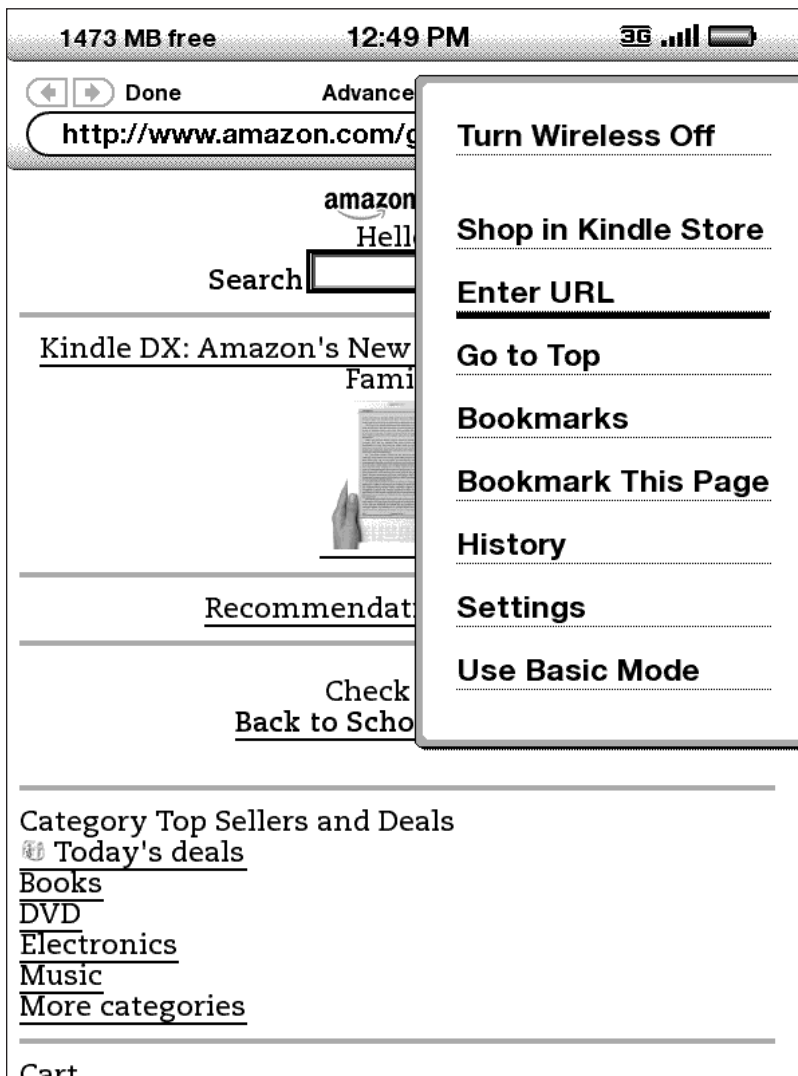 1473 MB free 12:49 PM 3G
Done Advance
http://www.amazon.com/g
amazon
Hell
Search
Kindle DX: Amazon's New
Fami
Recommendat
Check
Back to Scho
Turn Wireless Off
Shop in Kindle Store
Enter URL
Go to Top
Bookmarks
Bookmark This Page
History
Settings
Use Basic Mode
Category Top Sellers and Deals
Today's deals
Books
DVD
Electronics
Music
More categories
Cart